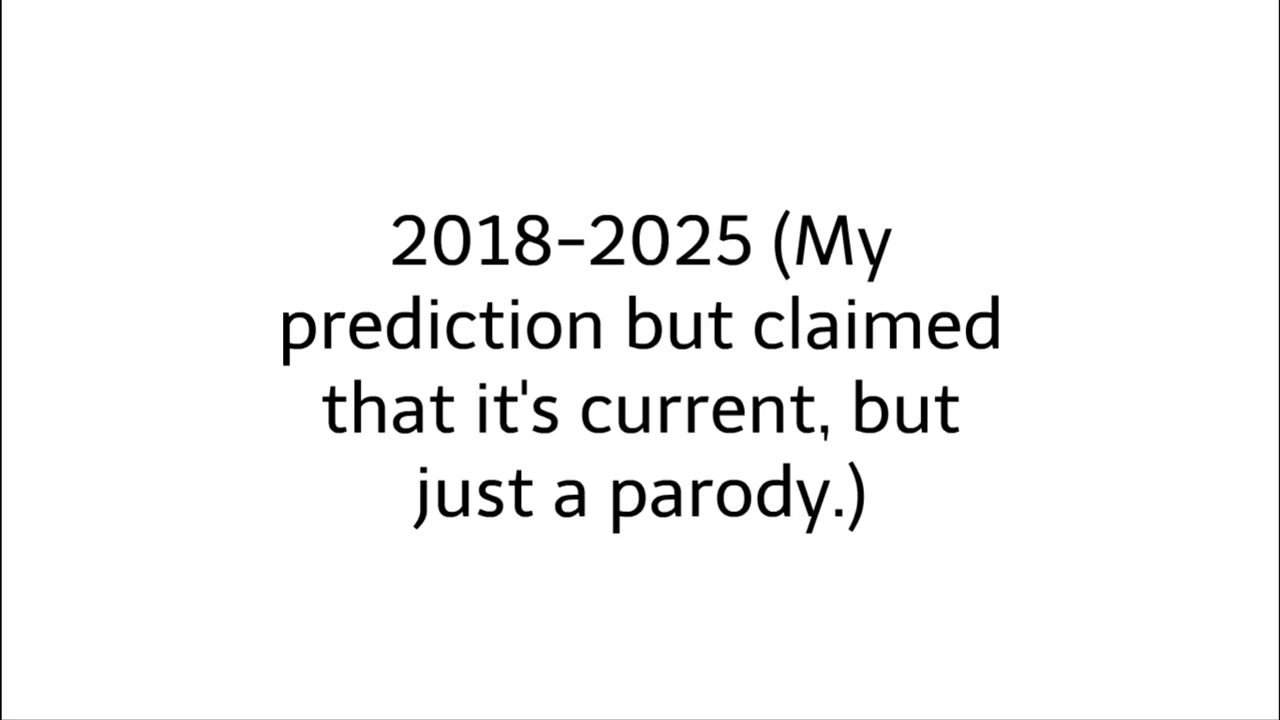 2018-2025 (My
prediction but claimed
that it's current, but
just a parody.)